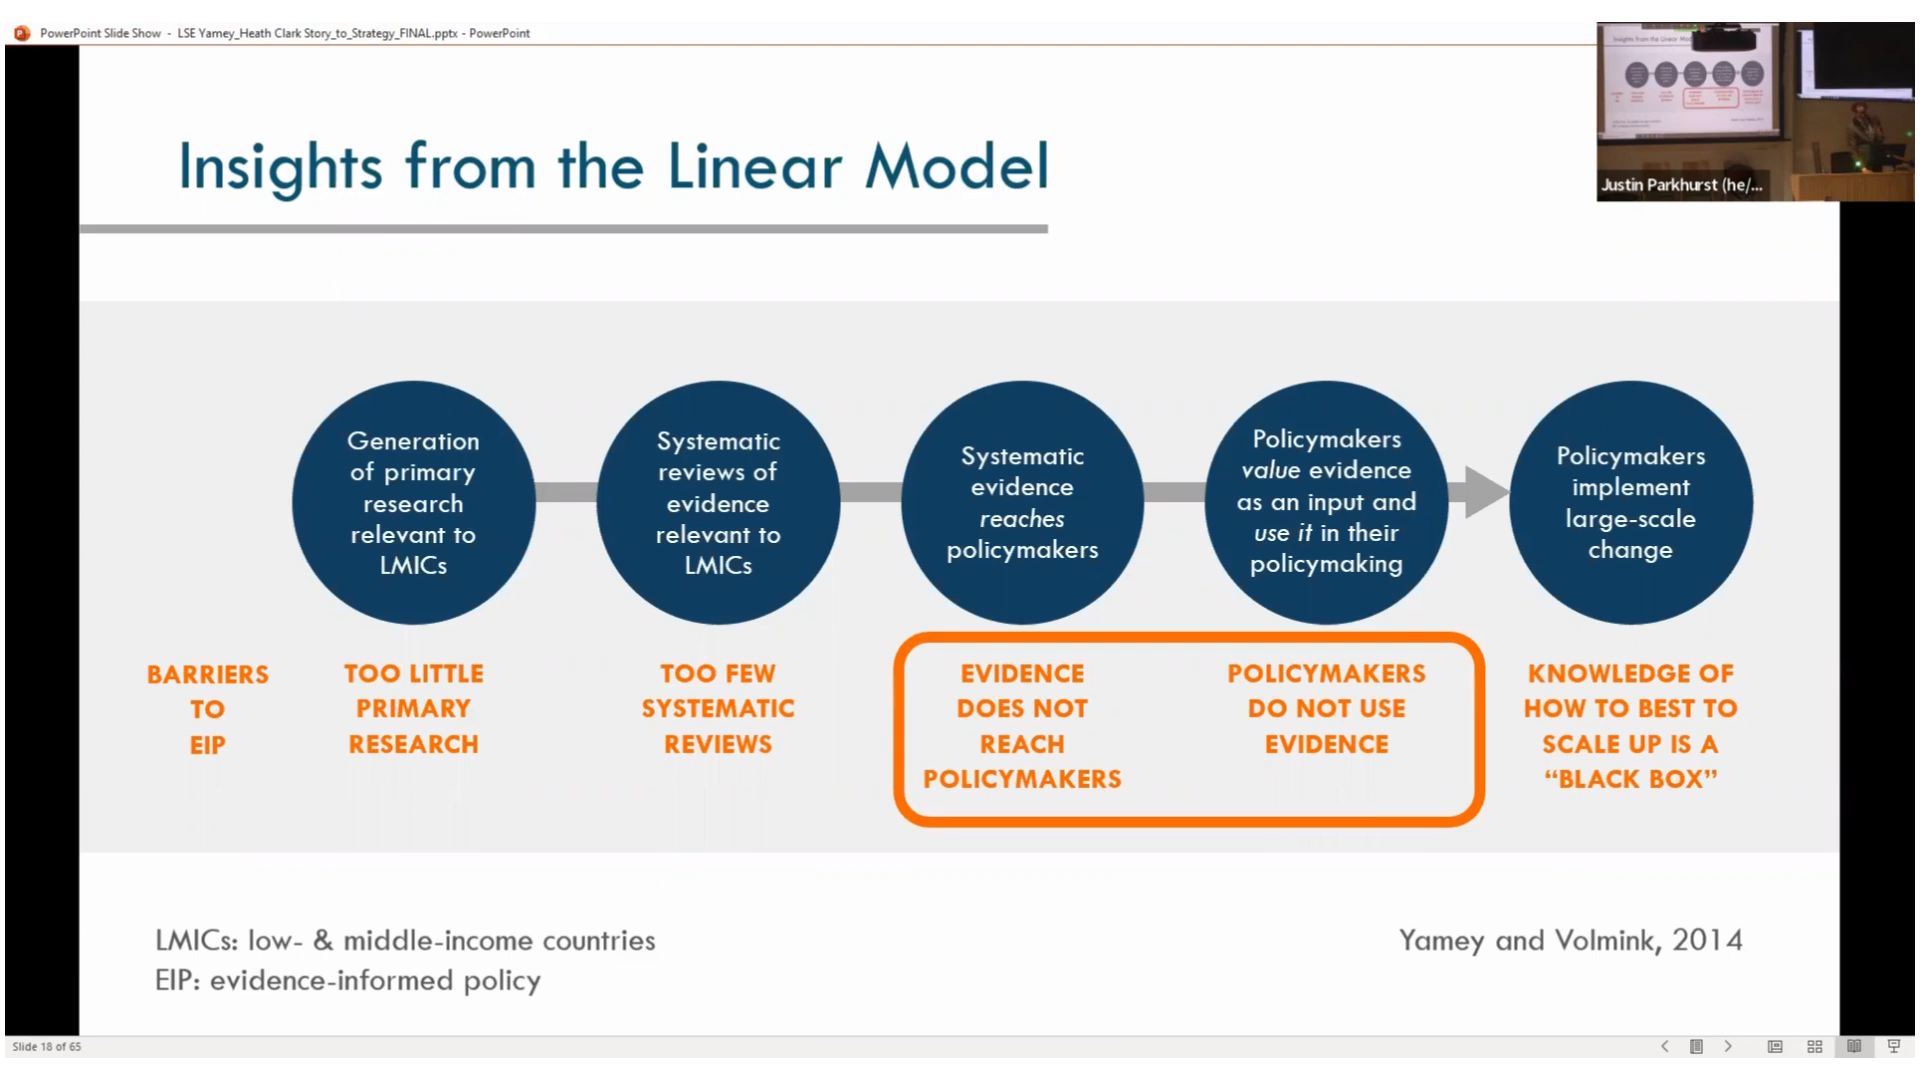 PowerPoint Slide Show - LSE Yamey_Heath Clark Story_to_Strategy_FINAL.pptx - PowerPoint
Justin Parkhurst (he/...
Insights from the Linear Model
Generation
of primary
research
relevant to
LMICs
Systematic
reviews of
evidence
relevant to
LMICs
Systematic
evidence
reaches
policymakers
Policymakers
value evidence
as an input and
use it in their
policymaking
Policymakers
implement
large-scale
change
BARRIERS
TO
EIP
TOO LITTLE
PRIMARY
RESEARCH
TOO FEW
SYSTEMATIC
REVIEWS
EVIDENCE
DOES NOT
REACH
POLICYMAKERS
POLICYMAKERS
DO NOT USE
EVIDENCE
KNOWLEDGE OF
HOW TO BEST TO
SCALE UP IS A
“BLACK BOX”
LMICs: low- & middle-income countries
EIP: evidence-informed policy
Yamey and Volmink, 2014
Slide 18 of 65